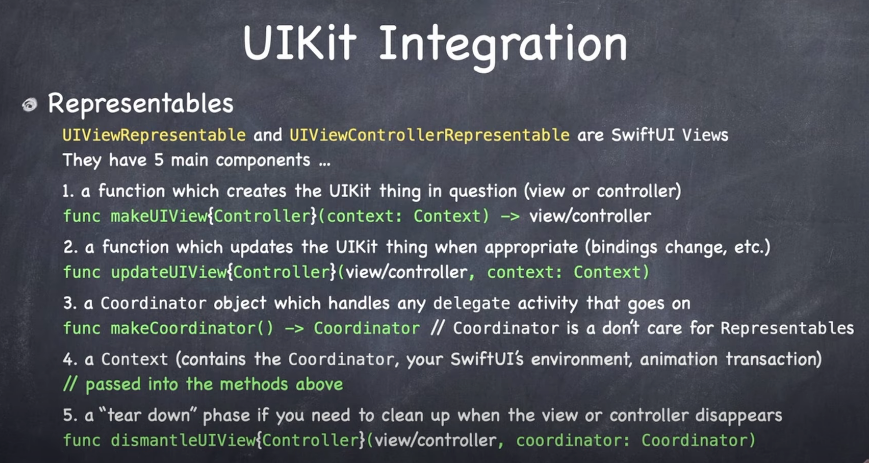 UIKit Integration
Representables
UIViewRepresentable and UIViewControllerRepresentable are SwiftUI Views
They have 5 main components ...
1. a function which creates the UIKit thing in question (view or controller)
func makeUIView{Controller}(context: Context) -> view/controller
2. a function which updates the UIKit thing when appropriate (bindings change, etc.)
func updateUIView{Controller}(view/controller, context: Context)
3. a Coordinator object which handles any delegate activity that goes on
func makeCoordinator() -> Coordinator // Coordinator is a don't care for Representables
4. a Context (contains the Coordinator, your SwiftUI's environment, animation transaction)
// passed into the methods above
5. a “tear down” phase if you need to clean up when the view or controller disappears
func dismantleUIView{Controller}(view/controller, coordinator: Coordinator)